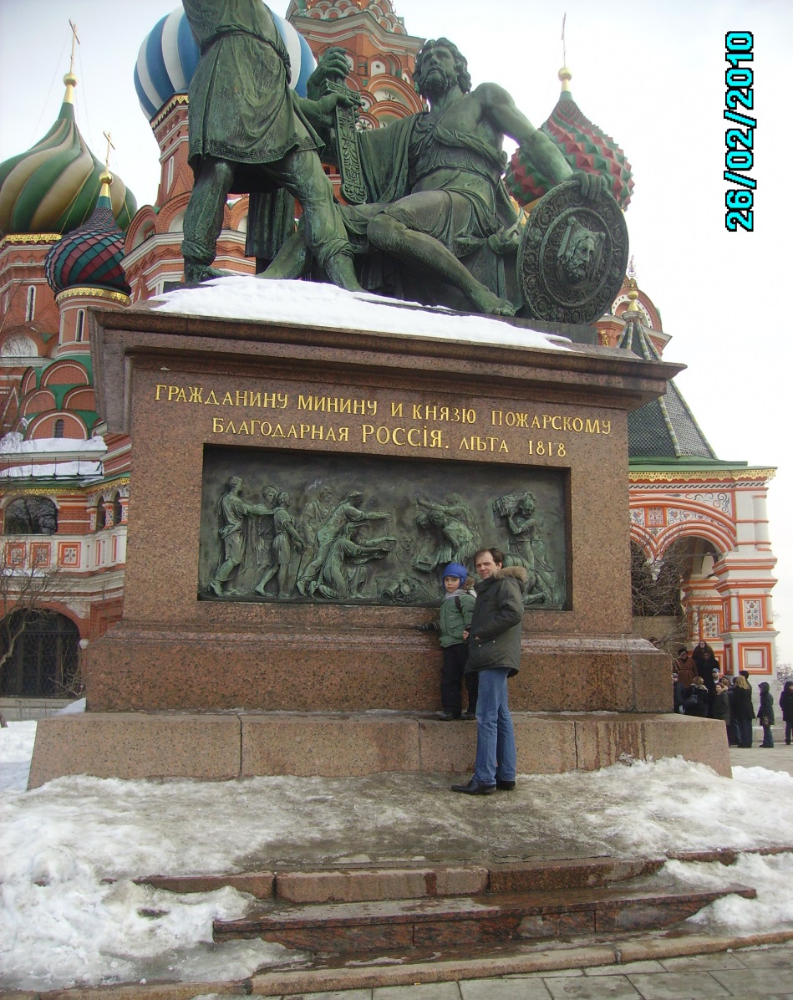 ГРАЖДАНИНУ МИНИНУ И КНЯЗЮ ПОЖАРСКОМУ
БЛАГОДАРНАЯ РОССІЯ. ЛѢТА 1818
26/02/2010